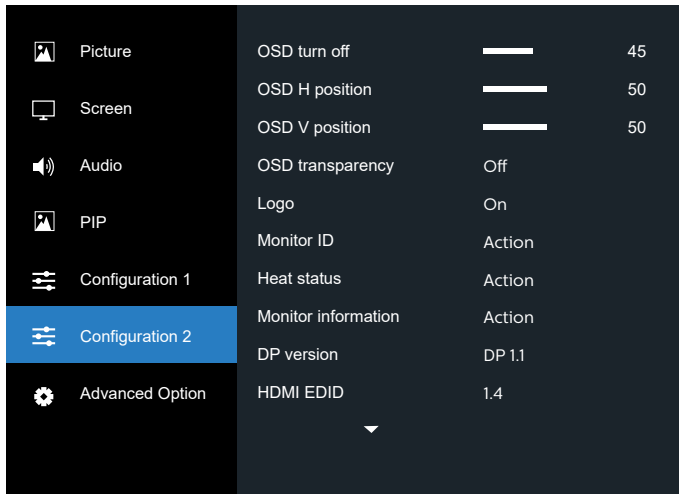 Picture
Screen
Audio
PIP
Configuration 1
Configuration 2
Advanced Option
OSD turn off 45
OSD H position 50
OSD V position 50
OSD transparency Off
Logo On
Monitor ID Action
Heat status Action
Monitor information Action
DP version DP 1.1
HDMI EDID 1.4